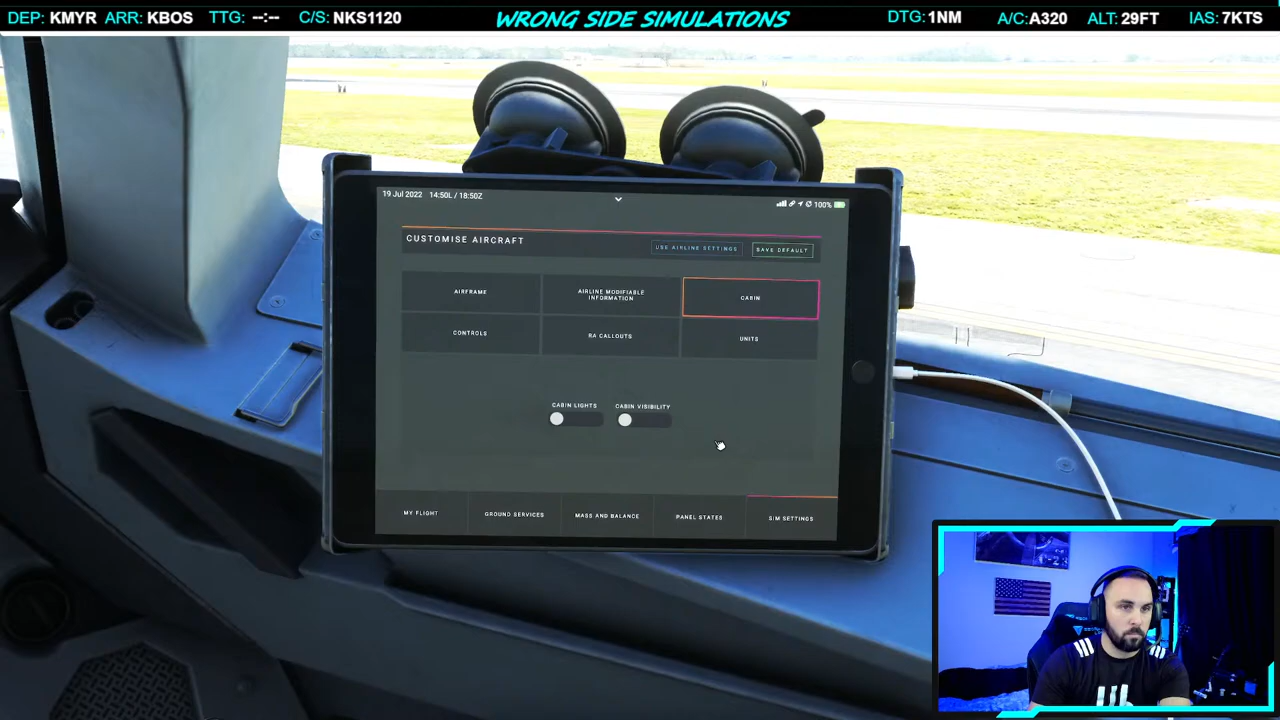 DEP: KMYR ARR: KBOS TTG: --:-- C/S: NKS1120 WRONG SIDE SIMULATIONS DTG: 1NM A/C: A320 ALT: 29FT IAS: 7KTS
19 Jul 2022 14:50L / 18:50Z 100%
CUSTOMISE AIRCRAFT USE AIRLINE SETTINGS SAVE DEFAULT
AIRFRAME AIRLINE MODIFIABLE CABIN
INFORMATION
CONTROLS RA CALLOUTS UNITS
CABIN LIGHTS CABIN VISIBILITY
MY FLIGHT GROUND SERVICES MASS AND BALANCE PANEL STATES SIM SETTINGS